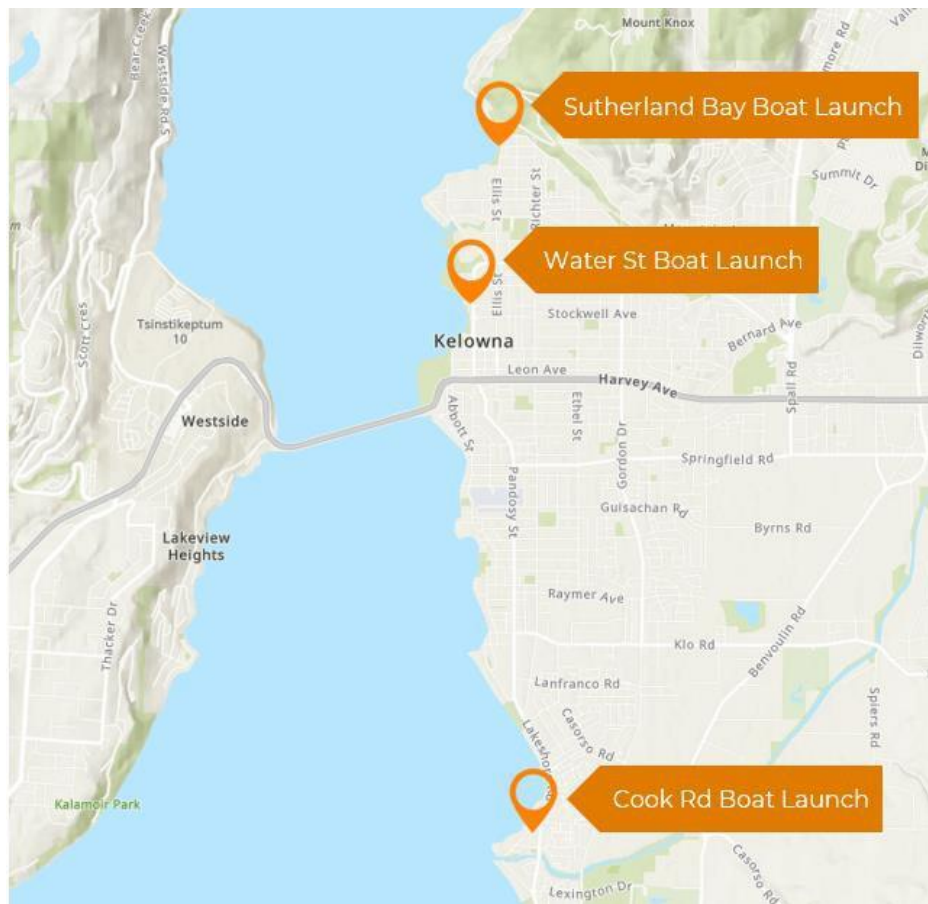 Mount Knox
Bear Creek
Westside Rd S
Sutherland Bay Boat Launch
Summit Dr
Ellis St
Richter St
Water St Boat Launch
Ellis St
Tsinstikeptum
10
Stockwell Ave
Bernard Ave
Scott Cres
Kelowna
Leon Ave
Harvey Ave
Spall Rd
Westside
Abbott St
Ethel St
Gordon Dr
Springfield Rd
Pandosy St
Guisachan Rd
Byrns Rd
Lakeview
Heights
Raymer Ave
Thacker Dr
Klo Rd
Benvoulin Rd
Lanfranco Rd
Spiers Rd
Casorso Rd
Cook Rd Boat Launch
Kalamoir Park
Casorso Rd
Lexington Dr